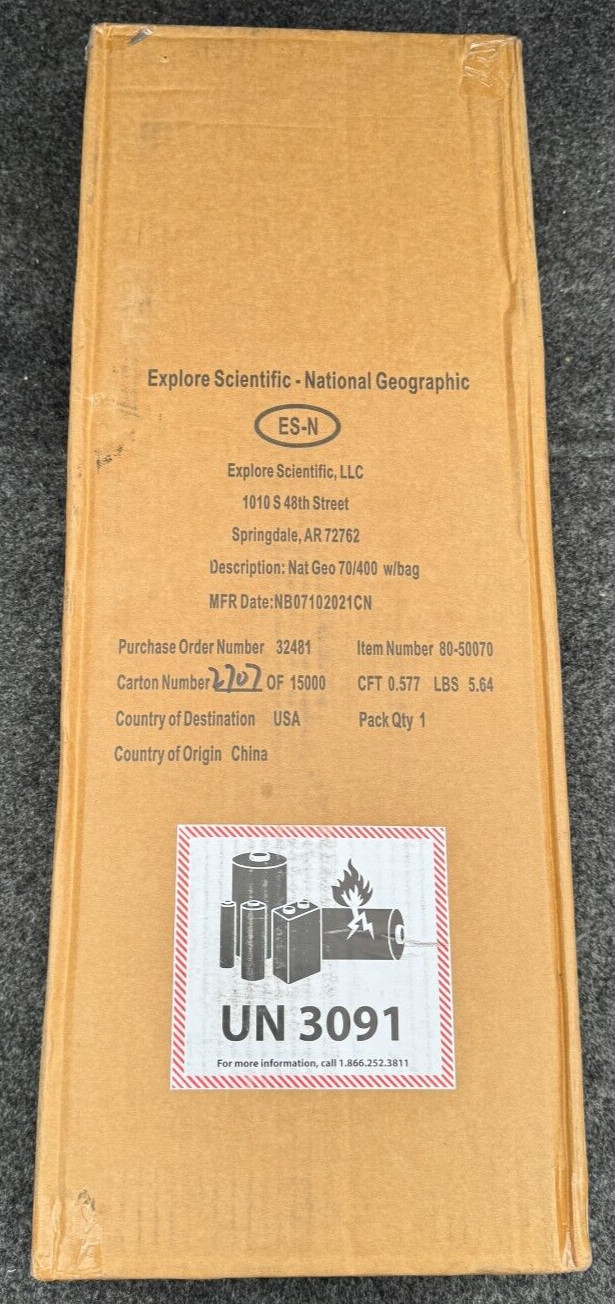 Explore Scientific - National Geographic
ES-N
Explore Scientific, LLC
1010 S 48th Street
Springdale, AR 72762
Description: Nat Geo 70/400 w/bag
MFR Date:NB07102021CN
Purchase Order Number 32481 Item Number 80-50070
Carton Number 2707 OF 15000 CFT 0.577 LBS 5.64
Country of Destination USA Pack Qty 1
Country of Origin China
UN 3091
For more information, call 1.866.252.3811